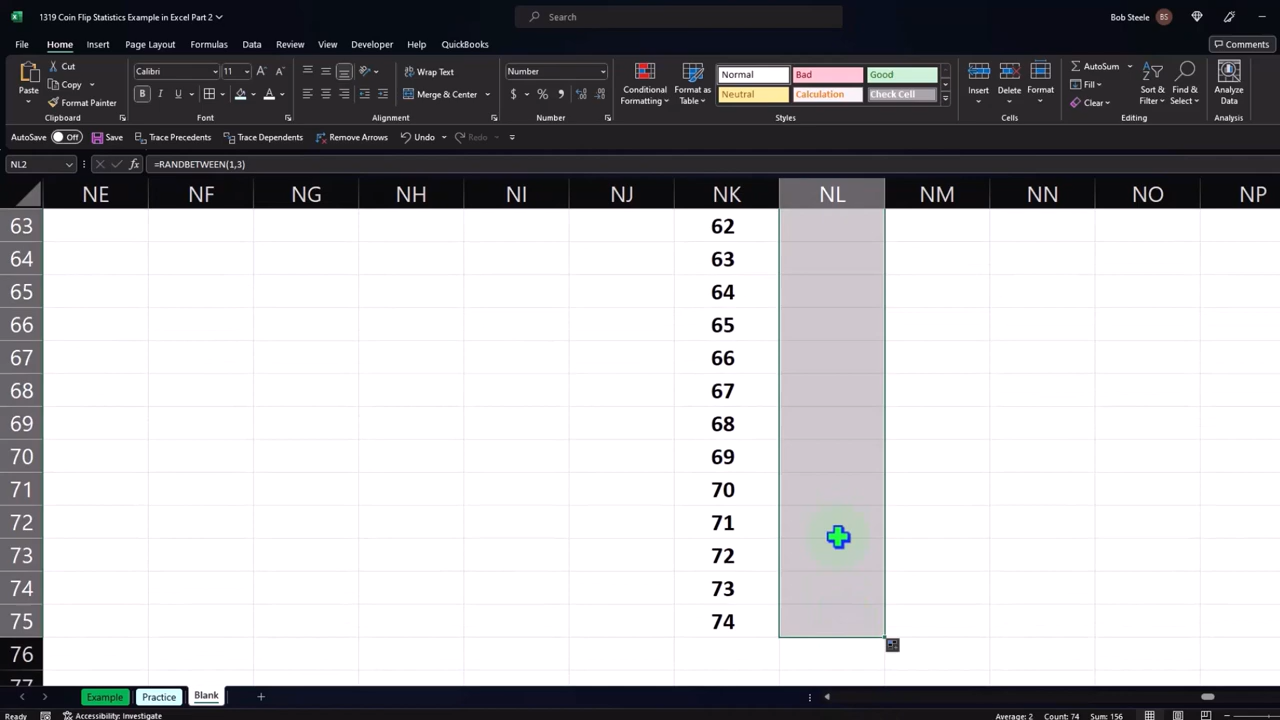 1319 Coin Flip Statistics Example in Excel Part 2
Search
Bob Steele BS
File Home Insert Page Layout Formulas Data Review View Developer Help QuickBooks Comments
Paste Cut Copy Format Painter Clipboard
Calibri 11 B I U A Font
Wrap Text Merge & Center Alignment
Number $ % Number
Conditional Formatting Format as Table Normal Bad Good Neutral Calculation Check Cell Styles
Insert Delete Format Cells
AutoSum Fill Clear Sort & Filter Find & Select Editing
Analyze Data Analysis
AutoSave Off Save Trace Precedents Trace Dependents Remove Arrows Undo Redo
NL2 fx =RANDBETWEEN(1,3)
NE NF NG NH NI NJ NK NL NM NN NO NP
63 62
64 63
65 64
66 65
67 66
68 67
69 68
70 69
71 70
72 71
73 72
74 73
75 74
76
77
Example Practice Blank
Ready Accessibility: Investigate Average: 2 Count: 74 Sum: 156